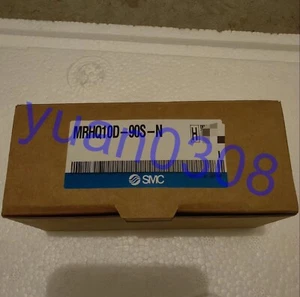 MRHQ10D-90S-N
H
SMC
yuan0308